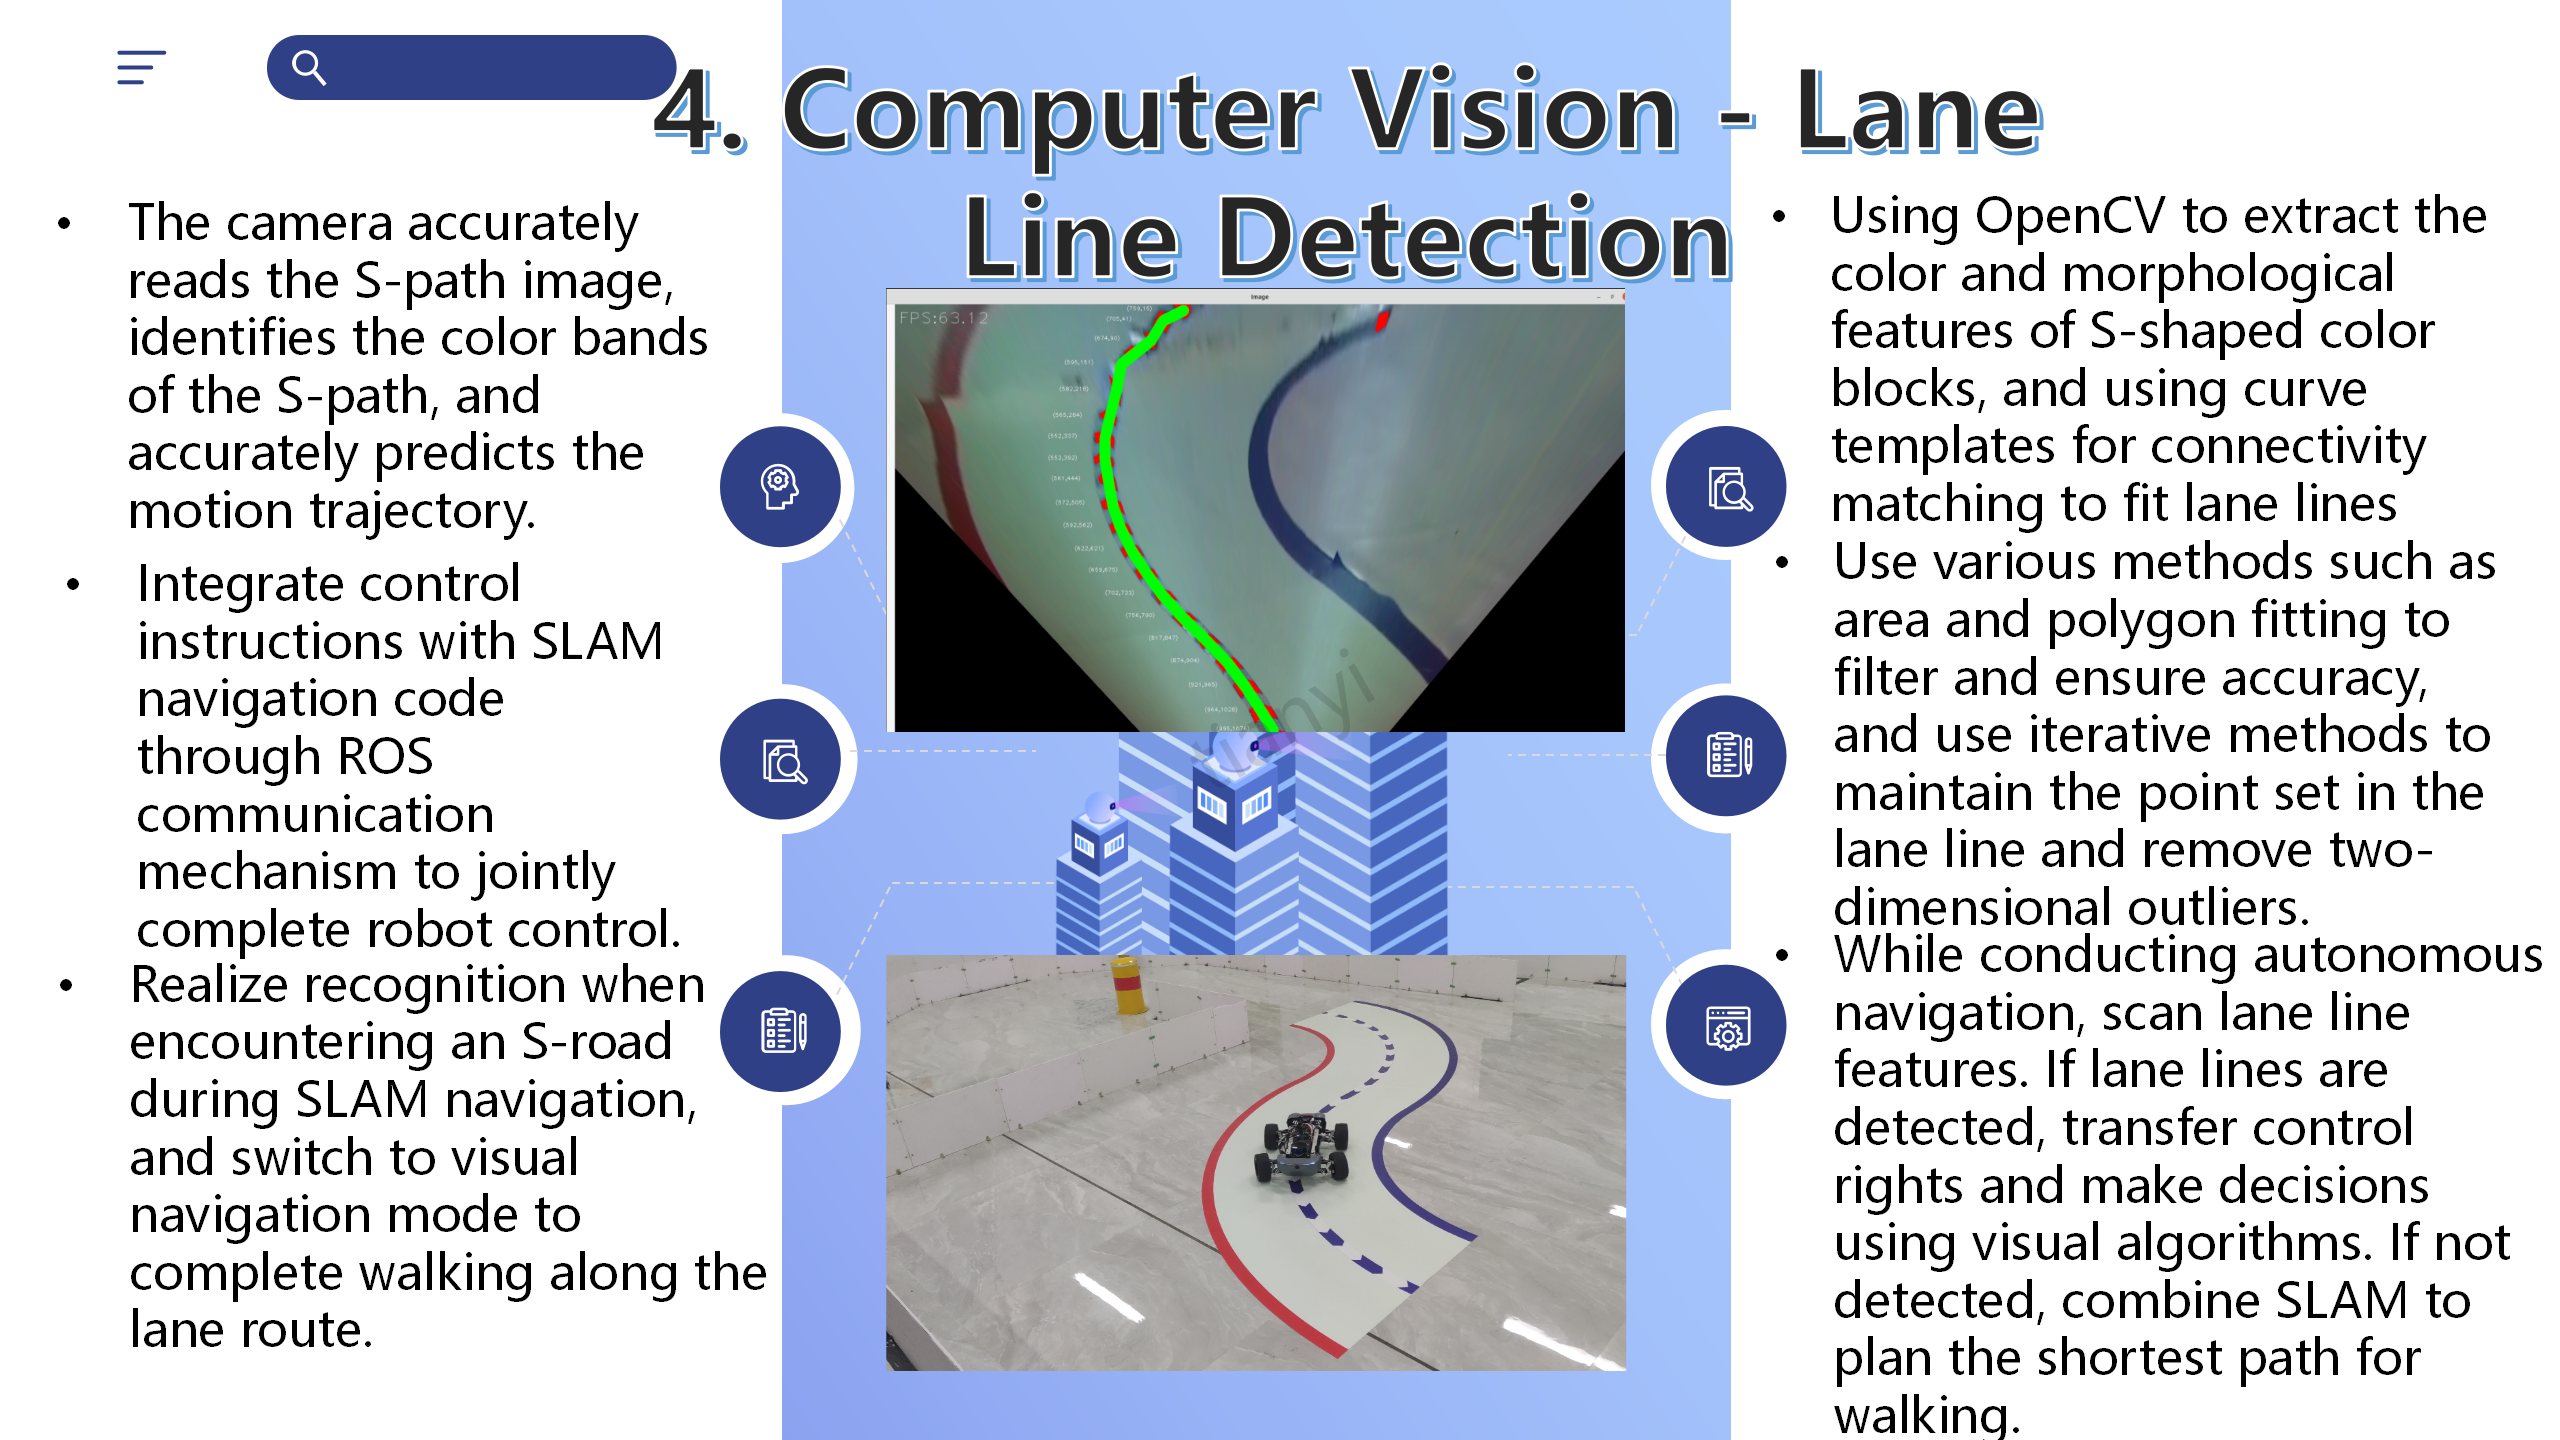 4. Computer Vision - Lane
Line Detection
• The camera accurately
reads the S-path image,
identifies the color bands
of the S-path, and
accurately predicts the
motion trajectory.
• Integrate control
instructions with SLAM
navigation code
through ROS
communication
mechanism to jointly
complete robot control.
• Realize recognition when
encountering an S-road
during SLAM navigation,
and switch to visual
navigation mode to
complete walking along the
lane route.
Image
FPS:63.12
• Using OpenCV to extract the
color and morphological
features of S-shaped color
blocks, and using curve
templates for connectivity
matching to fit lane lines
• Use various methods such as
area and polygon fitting to
filter and ensure accuracy,
and use iterative methods to
maintain the point set in the
lane line and remove two-
dimensional outliers.
• While conducting autonomous
navigation, scan lane line
features. If lane lines are
detected, transfer control
rights and make decisions
using visual algorithms. If not
detected, combine SLAM to
plan the shortest path for
walking.